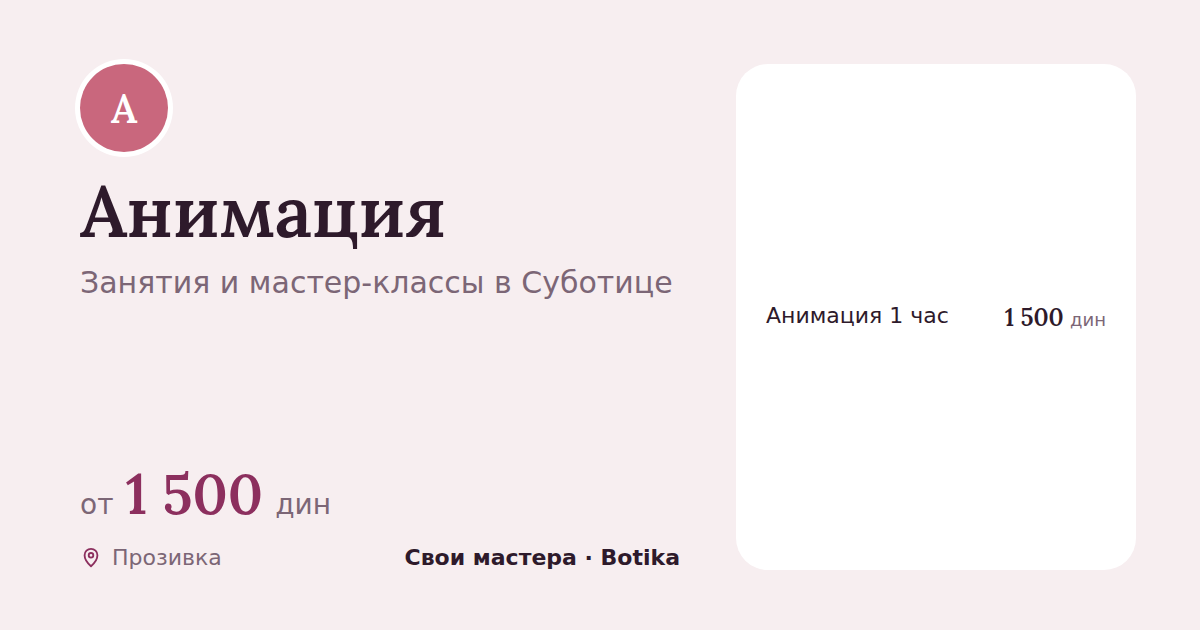 А
Анимация
Занятия и мастер-классы в Суботице
от 1 500 дин
Прозивка
Свои мастера · Botika
Анимация 1 час 1 500 дин